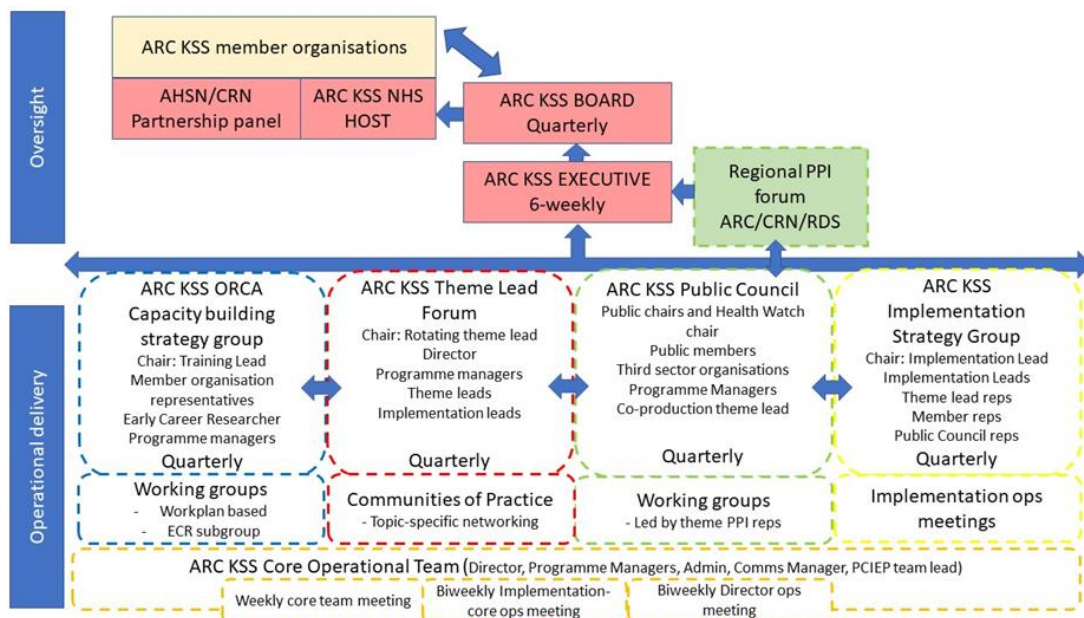 Oversight
ARC KSS member organisations
AHSN/CRN
Partnership panel
ARC KSS NHS
HOST
ARC KSS BOARD
Quarterly
ARC KSS EXECUTIVE
6-weekly
Regional PPI
forum
ARC/CRN/RDS
Operational delivery
ARC KSS ORCA
Capacity building
strategy group
Chair: Training Lead
Member organisation
representatives
Early Career Researcher
Programme managers
Quarterly
ARC KSS Theme Lead
Forum
Chair: Rotating theme lead
Director
Programme managers
Theme leads
Implementation leads
Quarterly
ARC KSS Public Council
Public chairs and Health Watch
chair
Public members
Third sector organisations
Programme Managers
Co-production theme lead
Quarterly
ARC KSS
Implementation
Strategy Group
Chair: Implementation Lead
Implementation Leads
Theme lead reps
Member reps
Public Council reps
Quarterly
Working groups
- Workplan based
- ECR subgroup
Communities of Practice
- Topic-specific networking
Working groups
- Led by theme PPI reps
Implementation ops
meetings
ARC KSS Core Operational Team (Director, Programme Managers, Admin, Comms Manager, PCIEP team lead)
Weekly core team meeting
Biweekly Implementation-
core ops meeting
Biweekly Director ops
meeting